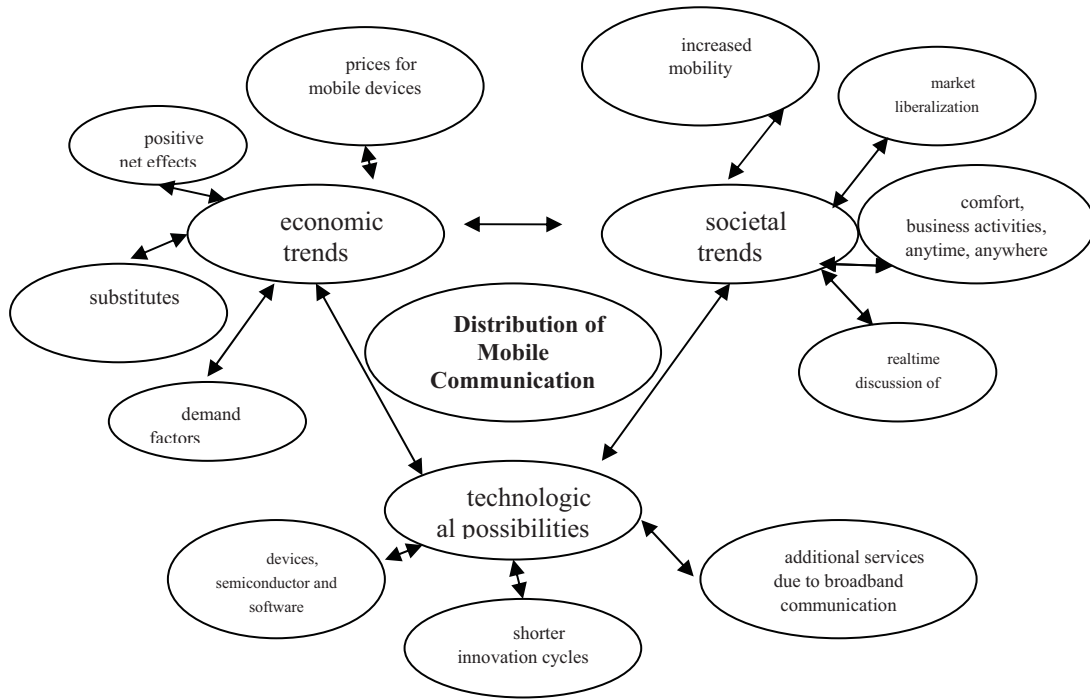 prices for
mobile devices
increased
mobility
market
liberalization
positive
net effects
economic
trends
societal
trends
comfort,
business activities,
anytime, anywhere
substitutes
Distribution of
Mobile
Communication
realtime
discussion of
demand
factors
technologic
al possibilities
devices,
semiconductor and
software
additional services
due to broadband
communication
shorter
innovation cycles